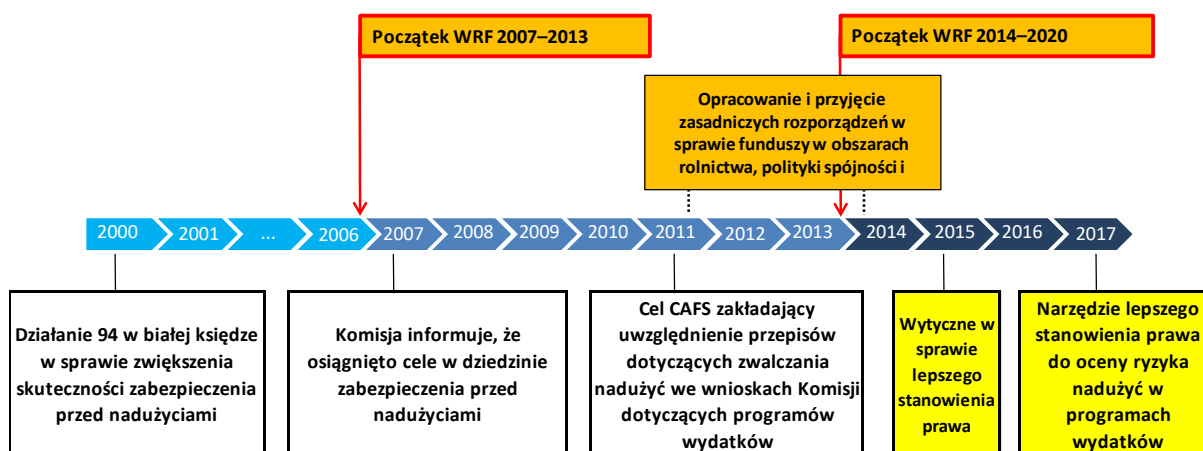 Początek WRF 2007–2013
Początek WRF 2014–2020
Opracowanie i przyjęcie
zasadniczych rozporządzeń w
sprawie funduszy w obszarach
rolnictwa, polityki spójności i
2000
2001
...
2006
2007
2008
2009
2010
2011
2012
2013
2014
2015
2016
2017
Działanie 94 w białej księdze
w sprawie zwiększenia
skuteczności zabezpieczenia
przed nadużyciami
Komisja informuje, że
osiągnięto cele w dziedzinie
zabezpieczenia przed
nadużyciami
Cel CAFS zakładający
uwzględnienie przepisów
dotyczących zwalczania
nadużyć we wnioskach Komisji
dotyczących programów
wydatków
Wytyczne w
sprawie
lepszego
stanowienia
prawa
Narzędzie lepszego
stanowienia prawa
do oceny ryzyka
nadużyć w
programach
wydatków